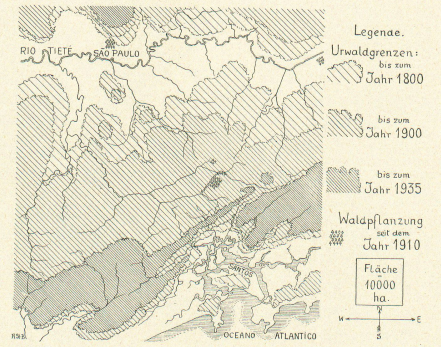 RIO TIETE
SÃO PAULO
SANTOS
OCEANO ATLANTICO
Legende.
Urwaldgrenzen:
bis zum
Jahr 1800
bis zum
Jahr 1900
bis zum
Jahr 1935
Waldpflanzung
seit dem
Jahr 1910
Fläche
=
10000
ha.
N
W
E
S